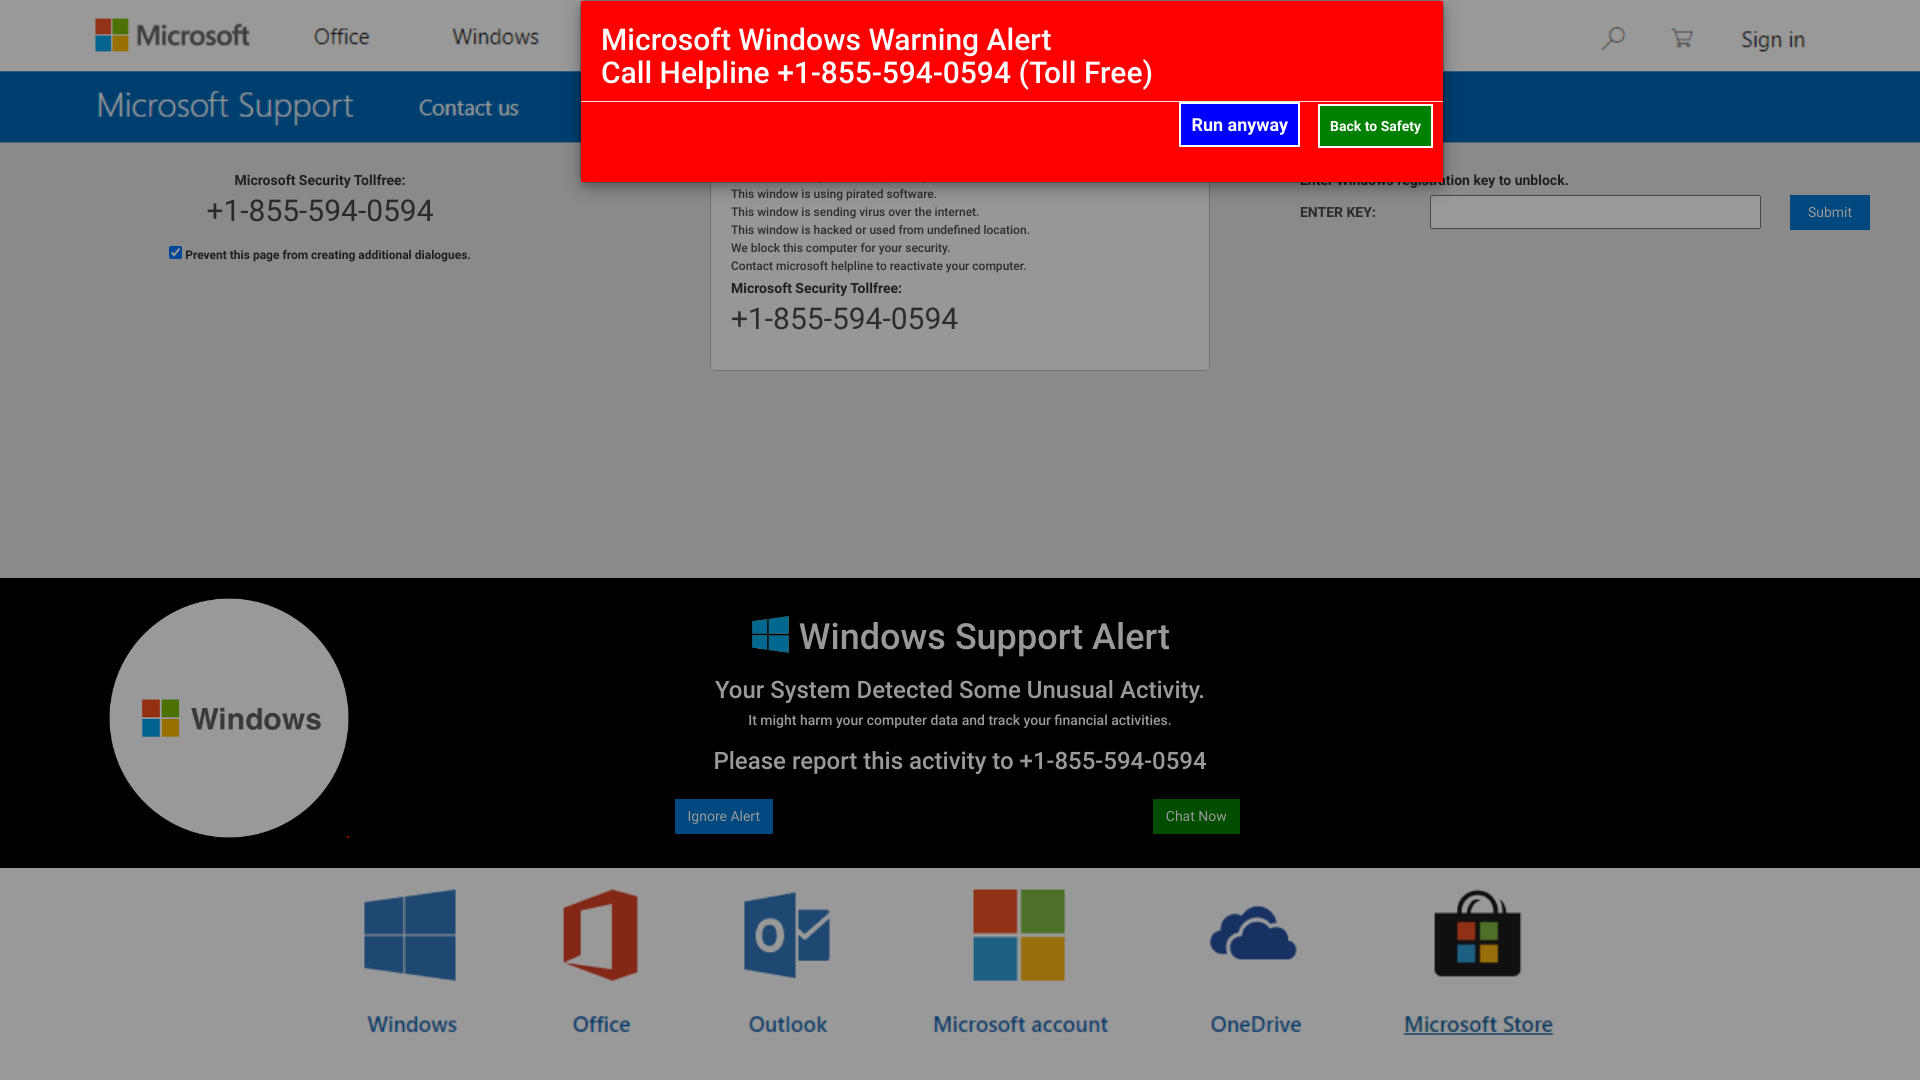 Microsoft
Office
Windows
Sign in
Microsoft Windows Warning Alert
Call Helpline +1-855-594-0594 (Toll Free)
Run anyway
Back to Safety
Microsoft Support
Contact us
Microsoft Security Tollfree:
+1-855-594-0594
Prevent this page from creating additional dialogues.
This window is using pirated software.
This window is sending virus over the internet.
This window is hacked or used from undefined location.
We block this computer for your security.
Contact microsoft helpline to reactivate your computer.
Microsoft Security Tollfree:
+1-855-594-0594
Enter Windows registration key to unblock.
ENTER KEY:
Submit
Windows
Windows Support Alert
Your System Detected Some Unusual Activity.
It might harm your computer data and track your financial activities.
Please report this activity to +1-855-594-0594
Ignore Alert
Chat Now
Windows
Office
Outlook
Microsoft account
OneDrive
Microsoft Store